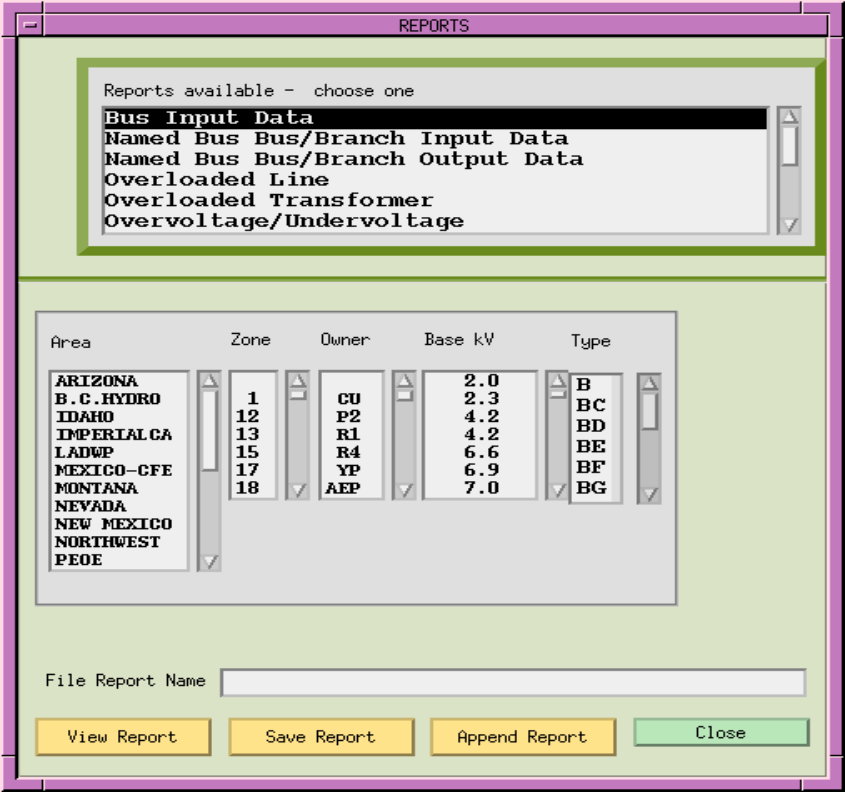 REPORTS
Reports available - choose one
Bus Input Data
Named Bus Bus/Branch Input Data
Named Bus Bus/Branch Output Data
Overloaded Line
Overloaded Transformer
Overvoltage/Undervoltage
Area Zone Owner Base kV Type
ARIZONA
B.C.HYDRO
IDAHO
IMPERIALCA
LADWP
MEXICO-CFE
MONTANA
NEVADA
NEW MEXICO
NORTHWEST
PEOE
1
12
13
15
17
18
CU
P2
R1
R4
YP
AEP
2.0
2.3
4.2
4.2
6.6
6.9
7.0
B
BC
BD
BE
BF
BG
File Report Name
View Report Save Report Append Report Close